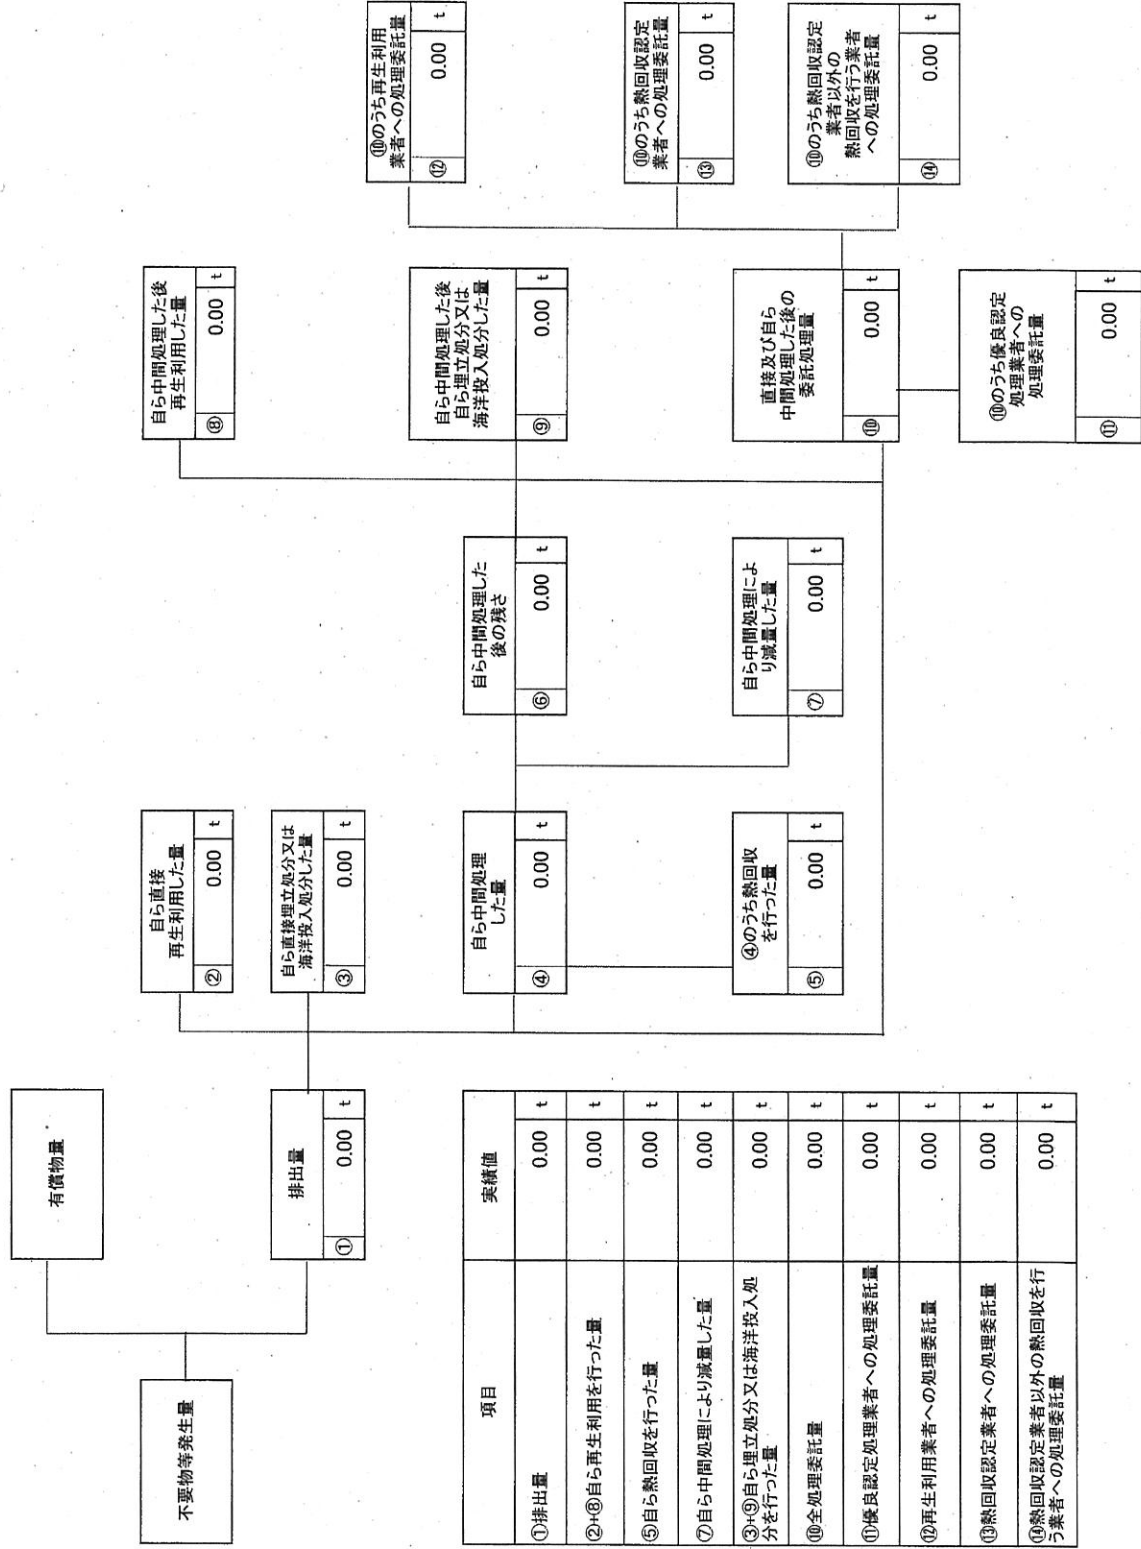 不要物等発生量
有償物量
排出量
① 0.00 t
自ら直接
再生利用した量
② 0.00 t
自ら直接埋立処分又は
海洋投入処分した量
③ 0.00 t
自ら中間処理
した量
④ 0.00 t
④のうち熱回収
を行った量
⑤ 0.00 t
自ら中間処理した
後の残さ
⑥ 0.00 t
自ら中間処理によ
り減量した量
⑦ 0.00 t
自ら中間処理した後
再生利用した量
⑧ 0.00 t
自ら中間処理した後
自ら埋立処分又は
海洋投入処分した量
⑨ 0.00 t
直接及び自ら
中間処理した後の
委託処理量
⑩ 0.00 t
⑩のうち優良認定
処理業者への
処理委託量
⑪ 0.00 t
⑩のうち再生利用
業者への処理委託量
⑫ 0.00 t
⑩のうち熱回収認定
業者への処理委託量
⑬ 0.00 t
⑩のうち熱回収認定
業者以外の
熱回収を行う業者
への処理委託量
⑭ 0.00 t
項目 実績値
①排出量 0.00 t
②+⑧自ら再生利用を行った量 0.00 t
⑤自ら熱回収を行った量 0.00 t
⑦自ら中間処理により減量した量 0.00 t
③+⑨自ら埋立処分又は海洋投入処
分を行った量 0.00 t
⑩全処理委託量 0.00 t
⑪優良認定処理業者への処理委託量 0.00 t
⑫再生利用業者への処理委託量 0.00 t
⑬熱回収認定業者への処理委託量 0.00 t
⑭熱回収認定業者以外の熱回収を行
う業者への処理委託量 0.00 t